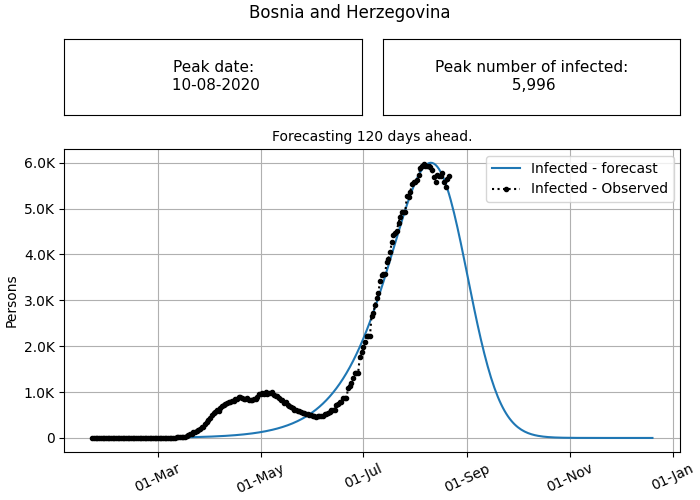 Bosnia and Herzegovina
Peak date:
10-08-2020
Peak number of infected:
5,996
Forecasting 120 days ahead.
Infected - forecast
Infected - Observed
Persons
6.0K
5.0K
4.0K
3.0K
2.0K
1.0K
0
01-Mar
01-May
01-Jul
01-Sep
01-Nov
01-Jan